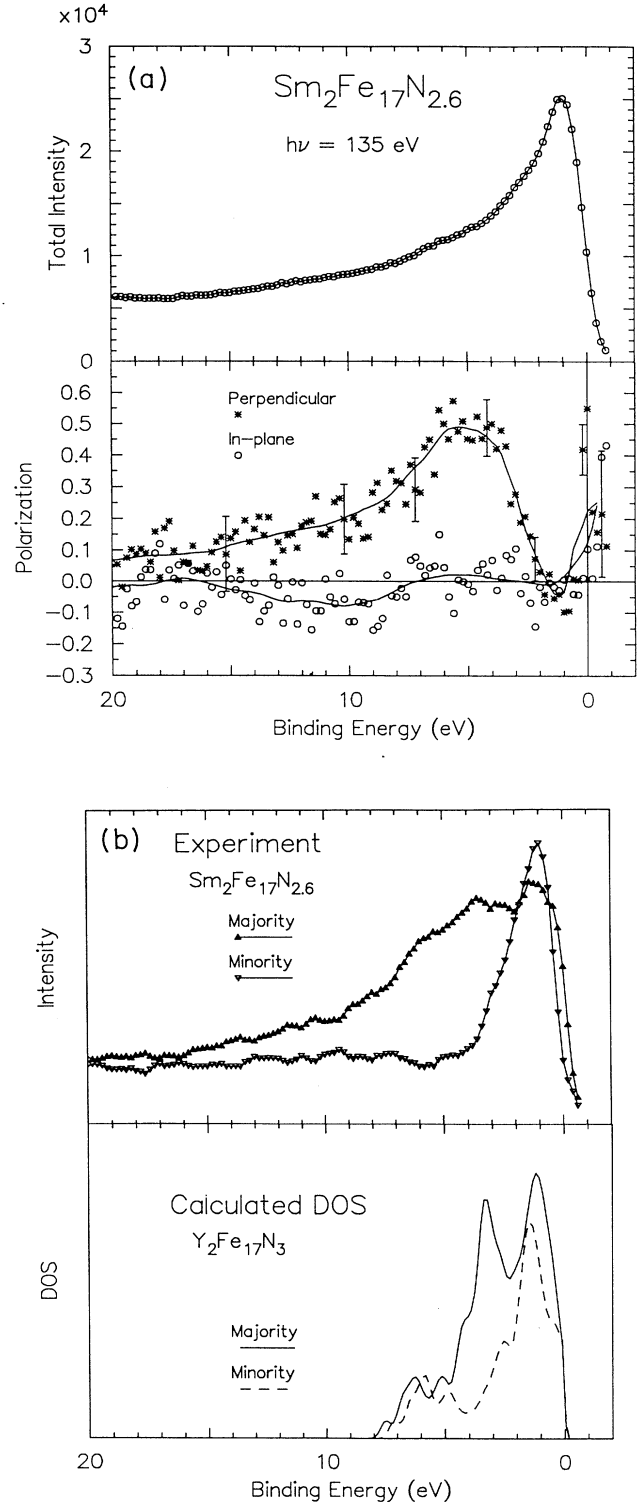 ×10⁴
(a)
Sm₂Fe₁₇N₂.₆
hν = 135 eV
Total Intensity
3
2
1
0
Perpendicular
In-plane
Polarization
0.6
0.5
0.4
0.3
0.2
0.1
0.0
−0.1
−0.2
−0.3
20 10 0
Binding Energy (eV)
(b) Experiment
Sm₂Fe₁₇N₂.₆
Majority
Minority
Intensity
Calculated DOS
Y₂Fe₁₇N₃
DOS
Majority
Minority
20 10 0
Binding Energy (eV)